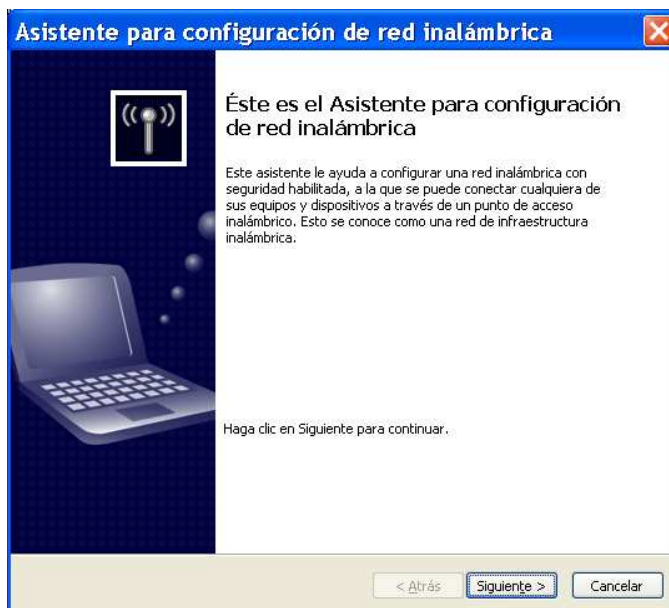 Asistente para configuración de red inalámbrica
Éste es el Asistente para configuración
de red inalámbrica
Este asistente le ayuda a configurar una red inalámbrica con
seguridad habilitada, a la que se puede conectar cualquiera de
sus equipos y dispositivos a través de un punto de acceso
inalámbrico. Esto se conoce como una red de infraestructura
inalámbrica.
Haga clic en Siguiente para continuar.
< Atrás
Siguiente >
Cancelar